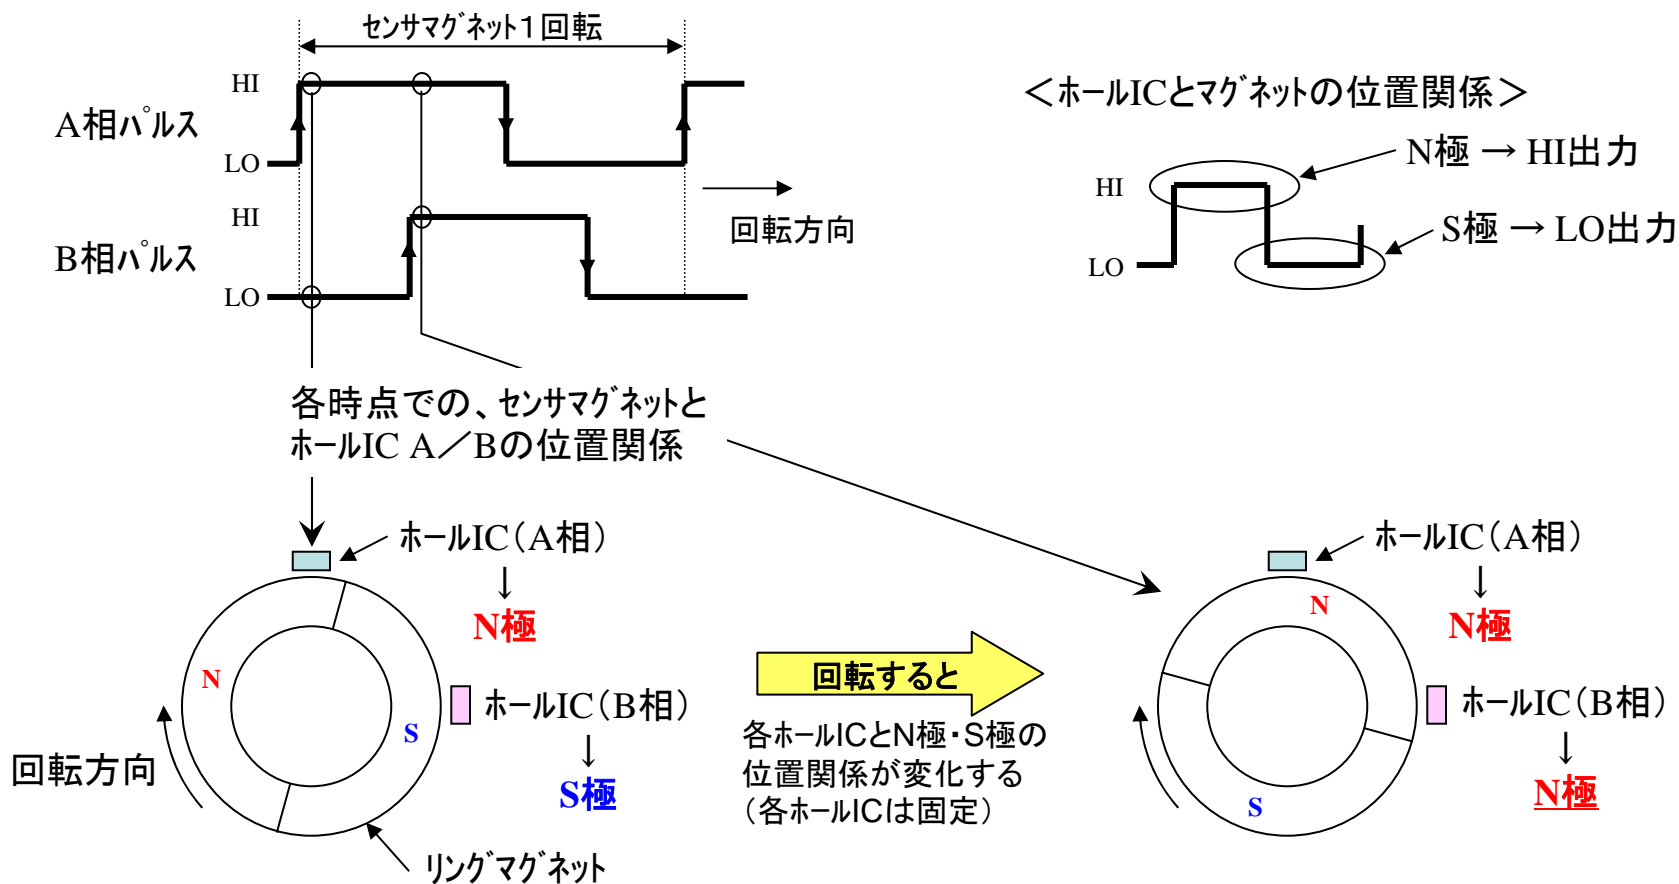 センサマグネット1回転
HI
A相パルス
LO
HI
B相パルス
LO
回転方向
＜ホールICとマグネットの位置関係＞
N極 → HI出力
HI
S極 → LO出力
LO
各時点での、センサマグネットと
ホールIC A／Bの位置関係
ホールIC（A相）
↓
N極
N
S
ホールIC（B相）
↓
S極
回転方向
リングマグネット
回転すると
各ホールICとN極・S極の
位置関係が変化する
（各ホールICは固定）
ホールIC（A相）
↓
N極
N
S
ホールIC（B相）
↓
N極